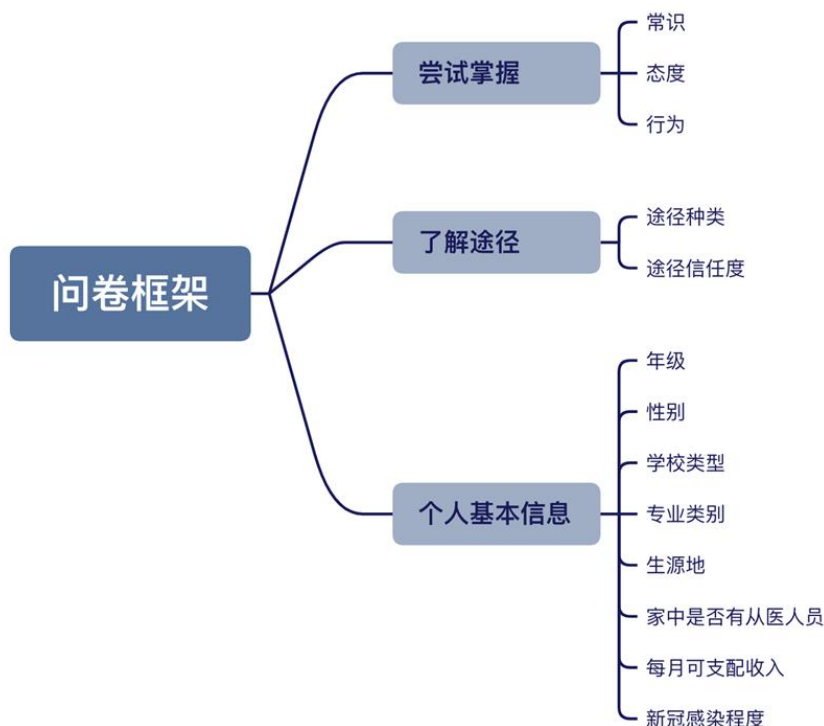 问卷框架
尝试掌握
常识
态度
行为
了解途径
途径种类
途径信任度
个人基本信息
年级
性别
学校类型
专业类别
生源地
家中是否有从医人员
每月可支配收入
新冠感染程度